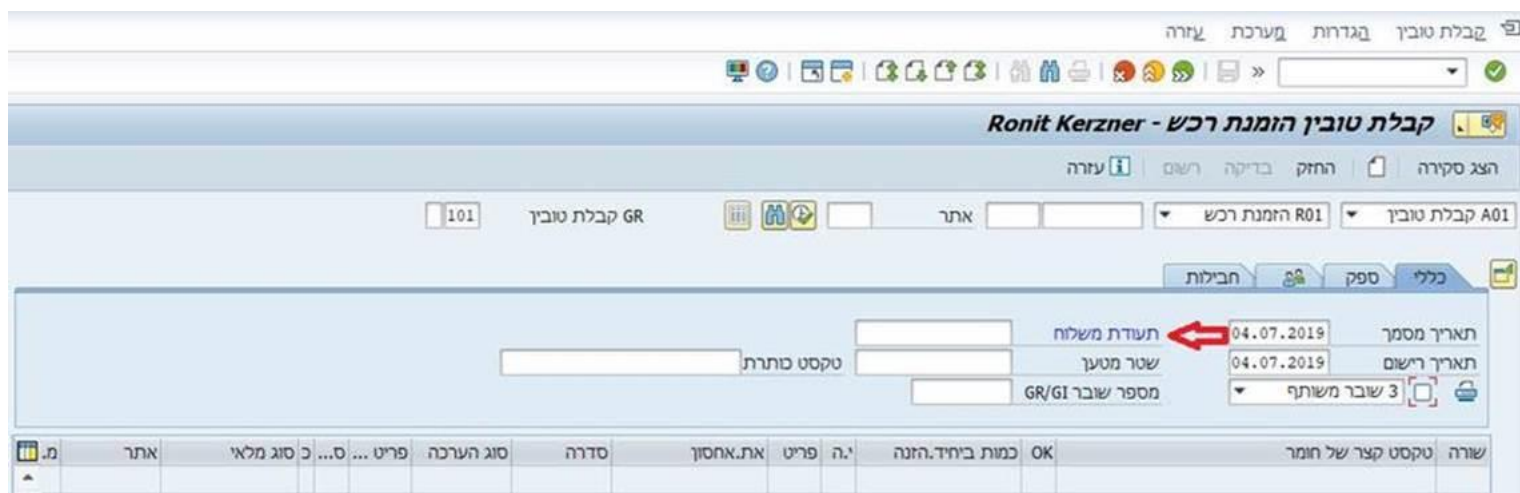 קבלת טובין הגדרות מערכת עזרה
קבלת טובין הזמנת רכש - Ronit Kerzner
הצג סקירה החזק בדיקה רשום עזרה
A01 קבלת טובין R01 הזמנת רכש אתר GR קבלת טובין 101
כללי ספק חבילות
תאריך מסמך 04.07.2019 תעודת משלוח
תאריך רישום 04.07.2019 שטר מטען טקסט כותרת
3 שובר משותף מספר שובר GR/GI
שורה טקסט קצר של חומר OK כמות ביחיד.הזנה י.ה פריט את.אחסון סדרה סוג הערכה פריט ... ס... כ סוג מלאי אתר מ.